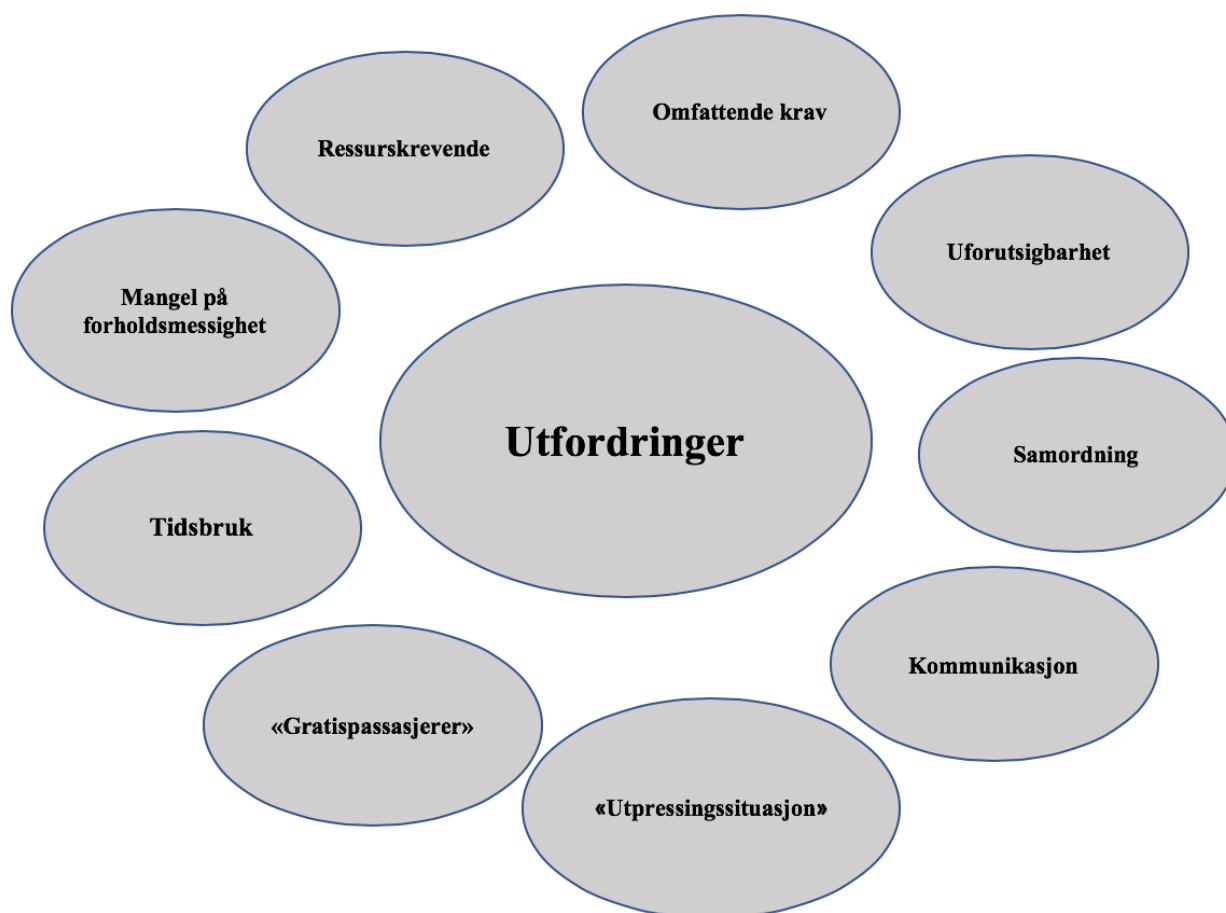 Omfattende krav
Ressurskrevende
Uforutsigbarhet
Mangel på
forholdsmessighet
Utfordringer
Samordning
Tidsbruk
Kommunikasjon
«Gratispassasjerer»
«Utpressingssituasjon»